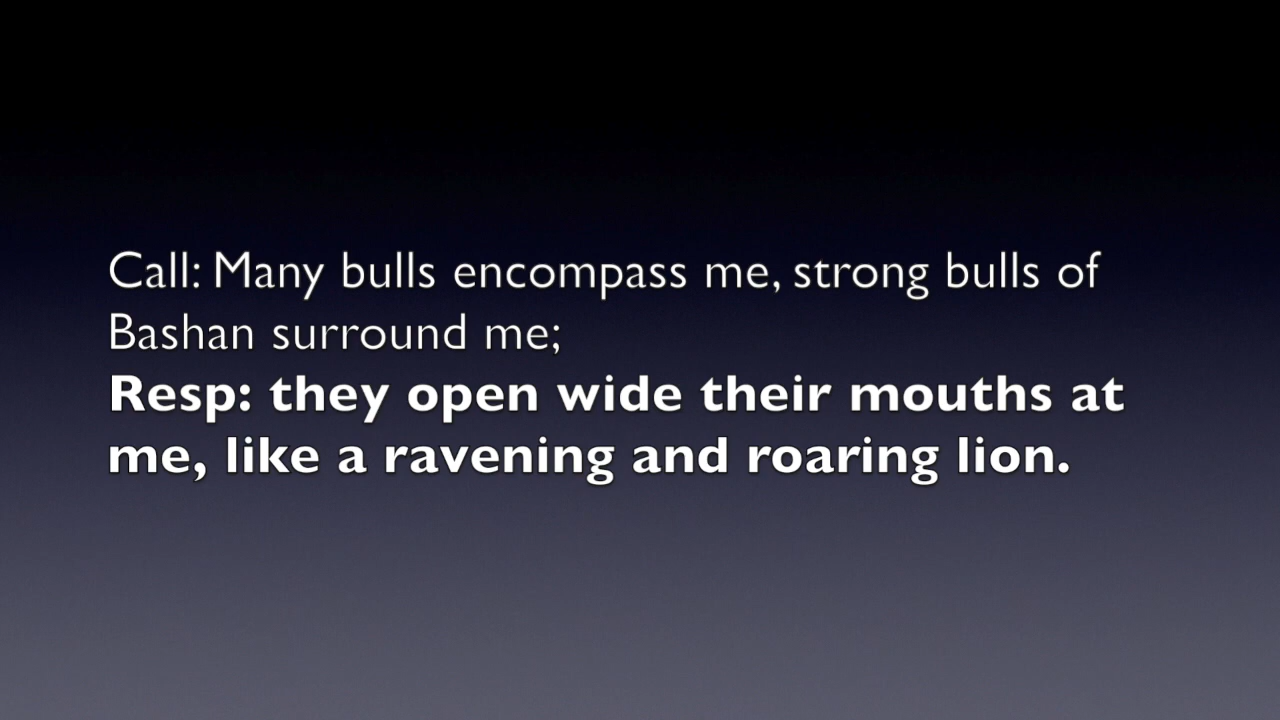 Call: Many bulls encompass me, strong bulls of
Bashan surround me;
Resp: they open wide their mouths at
me, like a ravening and roaring lion.